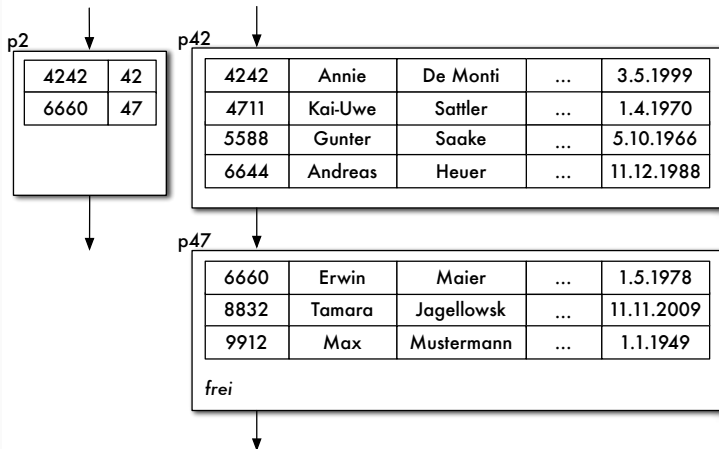 p2
4242 42
6660 47
p42
4242 Annie De Monti ... 3.5.1999
4711 Kai-Uwe Sattler ... 1.4.1970
5588 Gunter Saake ... 5.10.1966
6644 Andreas Heuer ... 11.12.1988
p47
6660 Erwin Maier ... 1.5.1978
8832 Tamara Jagellowsk ... 11.11.2009
9912 Max Mustermann ... 1.1.1949
frei